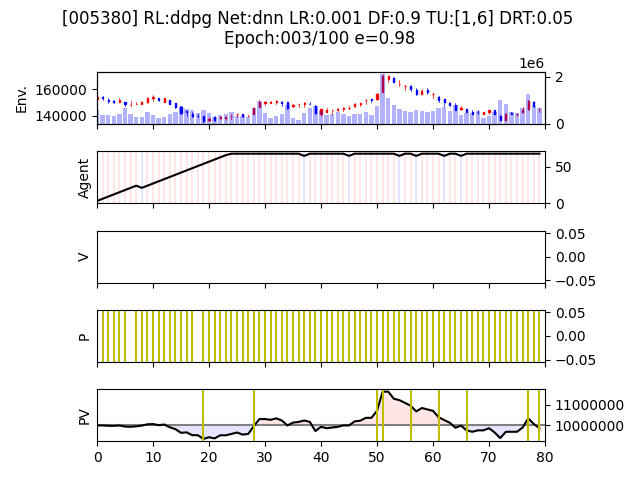 [005380] RL:ddpg Net:dnn LR:0.001 DF:0.9 TU:[1,6] DRT:0.05
Epoch:003/100 e=0.98
1e6
Env.
160000
140000
2
0
Agent
50
0
V
0.05
0.00
−0.05
P
0.05
0.00
−0.05
PV
11000000
10000000
0 10 20 30 40 50 60 70 80